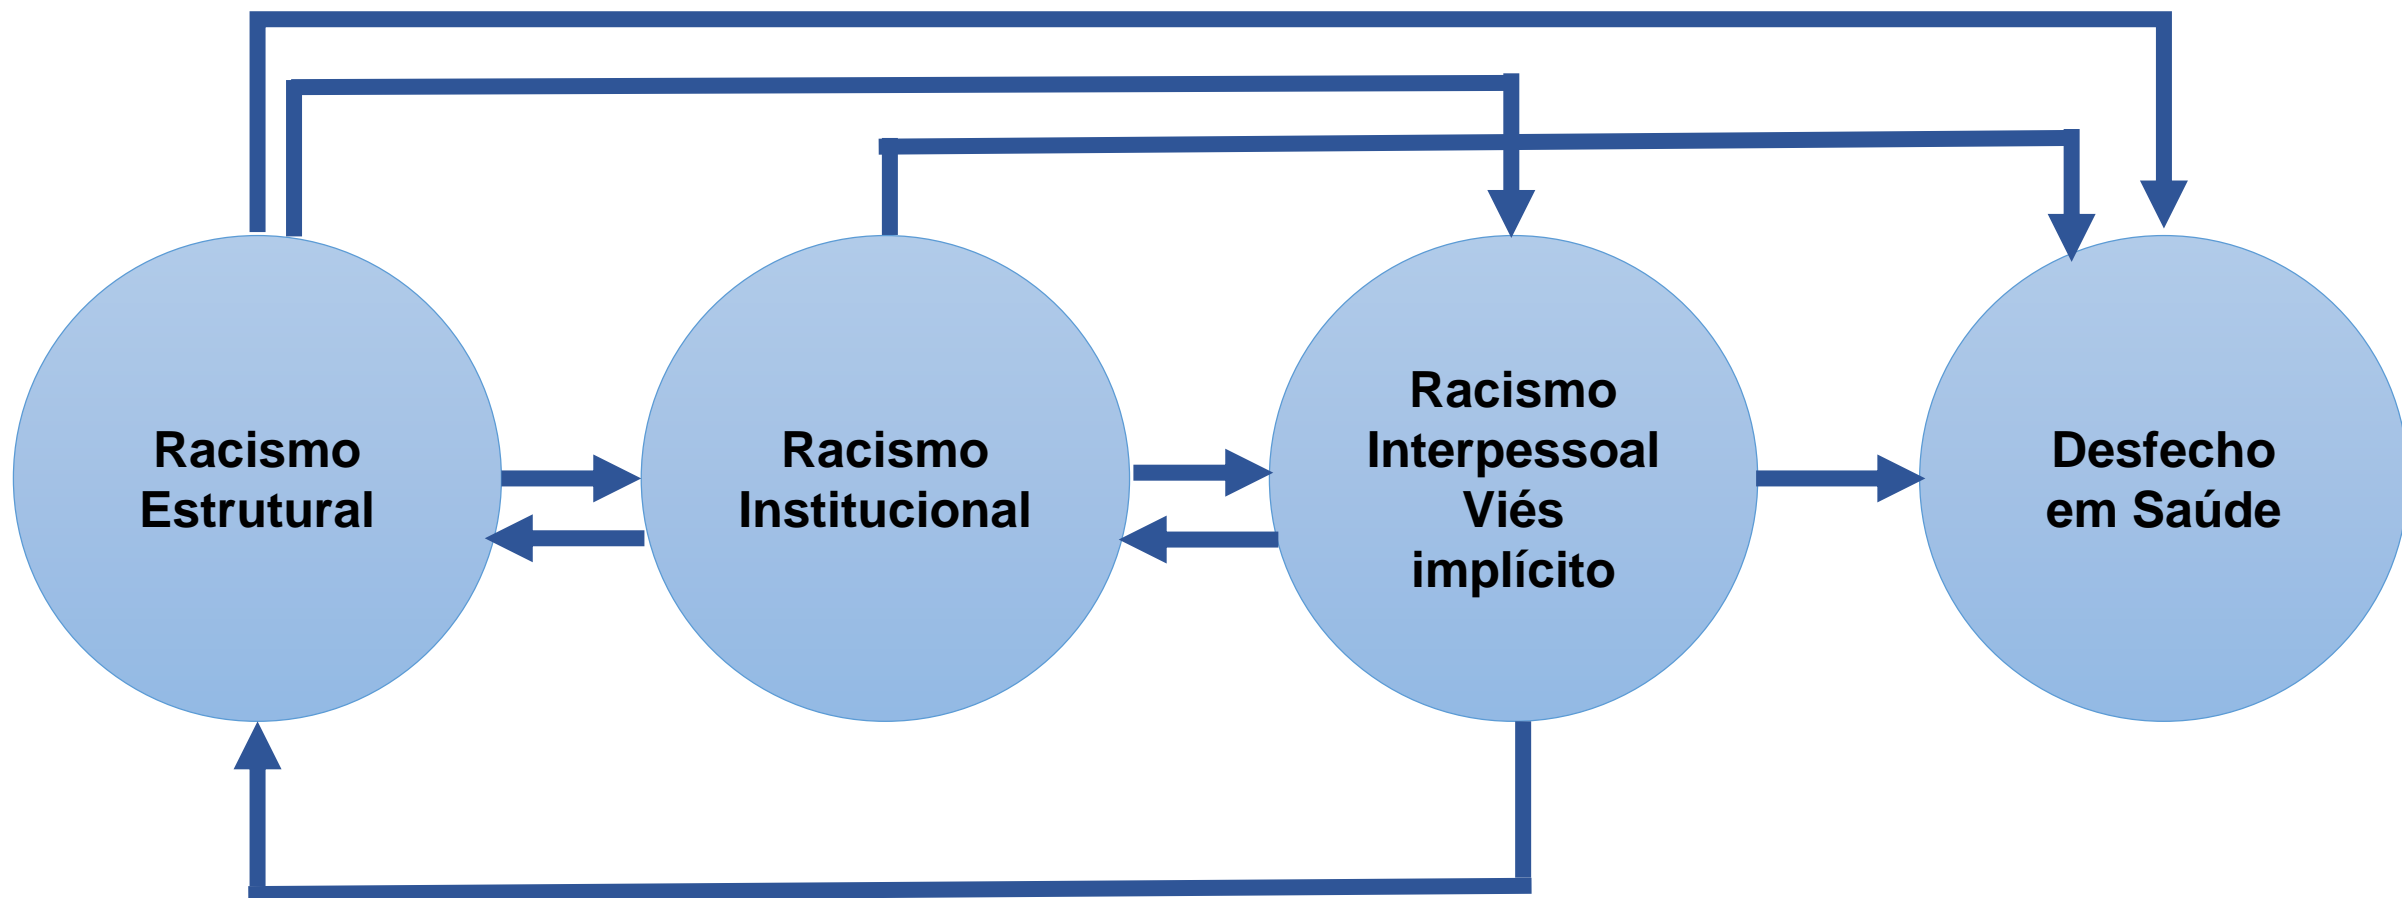 Racismo
Estrutural
Racismo
Institucional
Racismo
Interpessoal
Viés
implícito
Desfecho
em Saúde